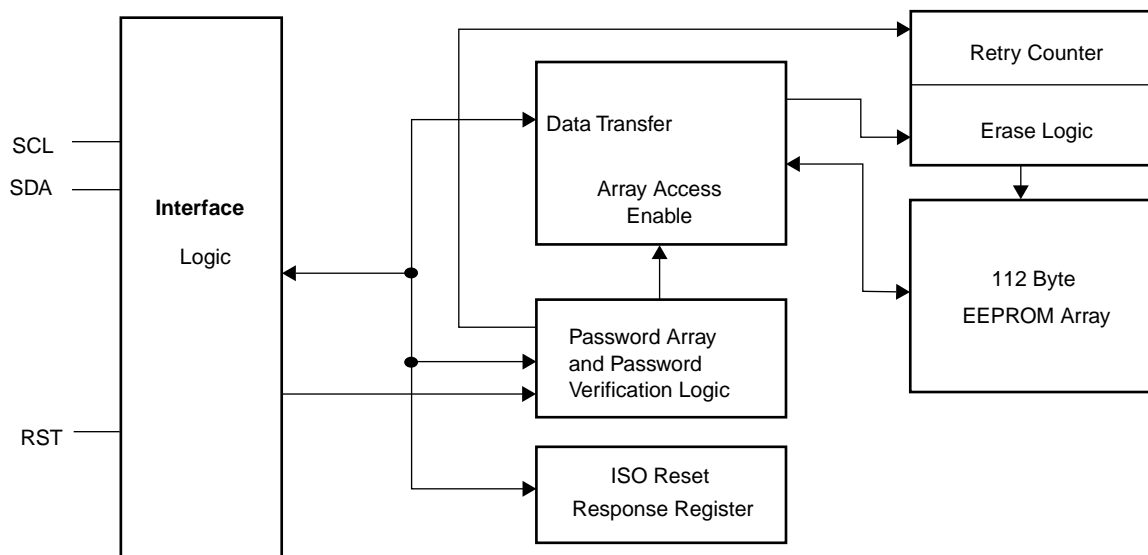 SCL
SDA
RST
Interface
Logic
Data Transfer
Array Access
Enable
Password Array
and Password
Verification Logic
ISO Reset
Response Register
Retry Counter
Erase Logic
112 Byte
EEPROM Array